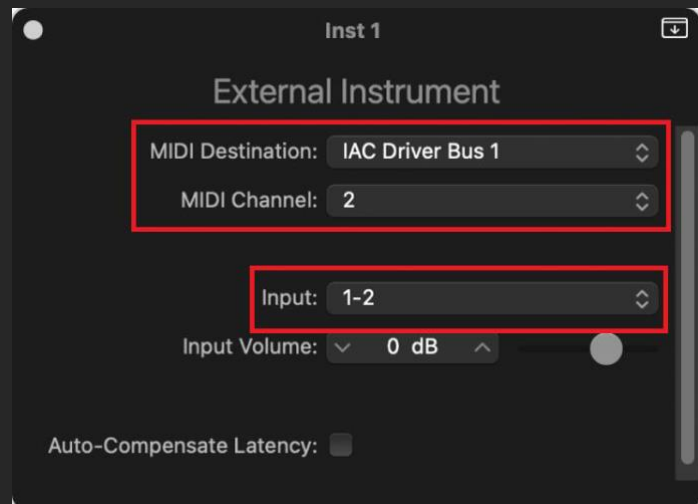 Inst 1
External Instrument
MIDI Destination: IAC Driver Bus 1
MIDI Channel: 2
Input: 1-2
Input Volume: 0 dB
Auto-Compensate Latency: